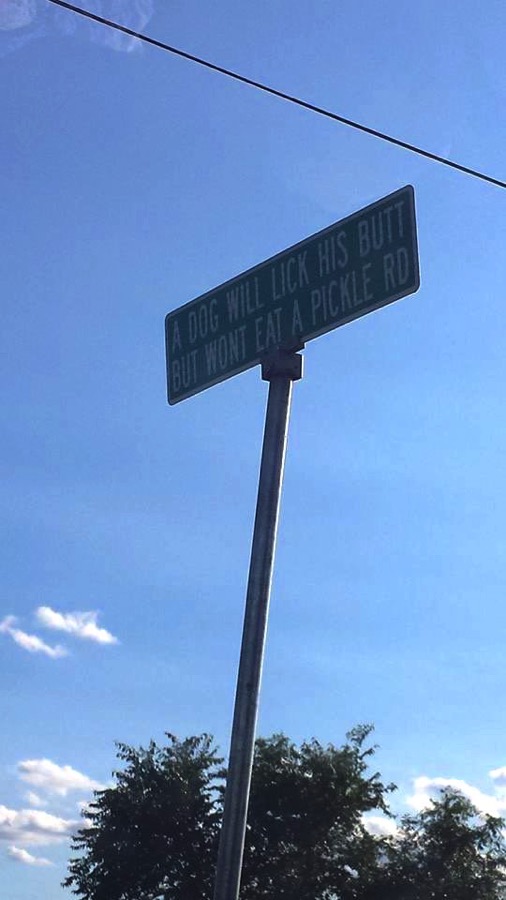 A DOG WILL LICK HIS BUTT
BUT WONT EAT A PICKLE RD